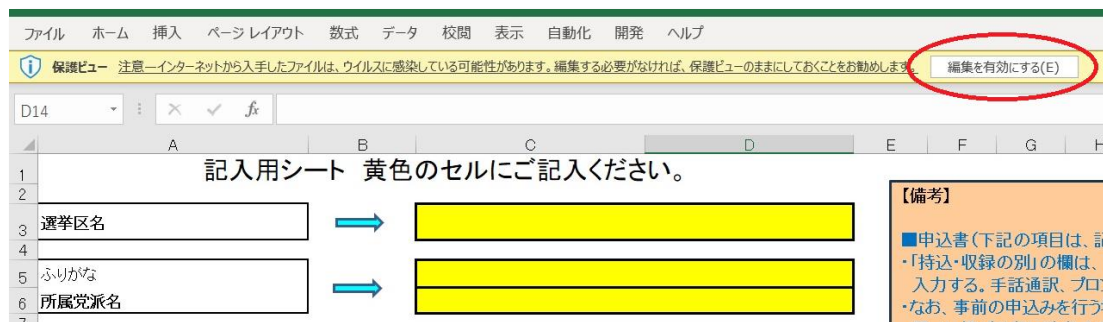 ファイル ホーム 挿入 ページ レイアウト 数式 データ 校閲 表示 自動化 開発 ヘルプ
保護ビュー 注意―インターネットから入手したファイルは、ウイルスに感染している可能性があります。編集する必要がなければ、保護ビューのままにしておくことをお勧めします。 編集を有効にする(E)
D14 fx
A B C D E F G H
1 記入用シート 黄色のセルにご記入ください。
2 【備考】
3 選挙区名
4 ■申込書(下記の項目は、
5 ふりがな ・「持込・収録の別」の欄は、
入力する。手話通訳、プロ
6 所属党派名 ・なお、事前の申込みを行う
7